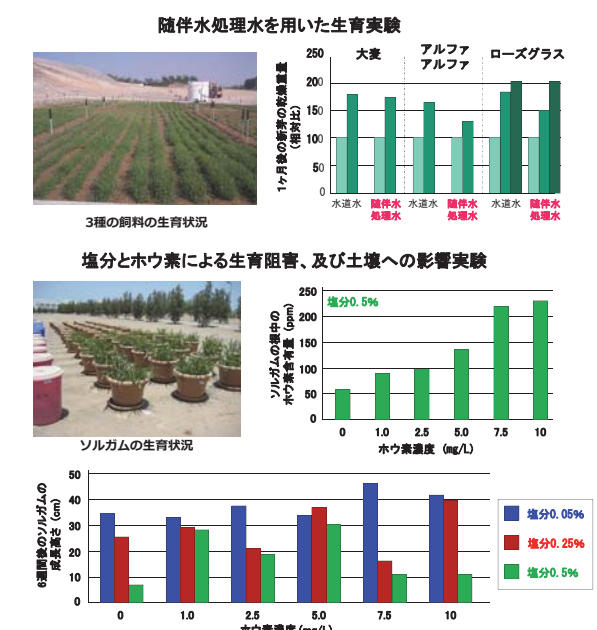 随伴水処理水を用いた生育実験
3種の飼料の生育状況
1ヶ月後の新芽の乾燥重量
（相対比）
250
200
150
100
50
0
大麦
アルファ
アルファ
ローズグラス
水道水
随伴水
処理水
水道水
随伴水
処理水
水道水
随伴水
処理水
塩分とホウ素による生育阻害、及び土壌への影響実験
ソルガムの生育状況
ソルガムの根中の
ホウ素含有量 (ppm)
250
200
150
100
50
0
塩分0.5%
0 1.0 2.5 5.0 7.5 10
ホウ素濃度 (mg/L)
6週間後のソルガムの
成長高さ (cm)
50
40
30
20
10
0
0 1.0 2.5 5.0 7.5 10
ホウ素濃度(mg/L)
塩分0.05%
塩分0.25%
塩分0.5%